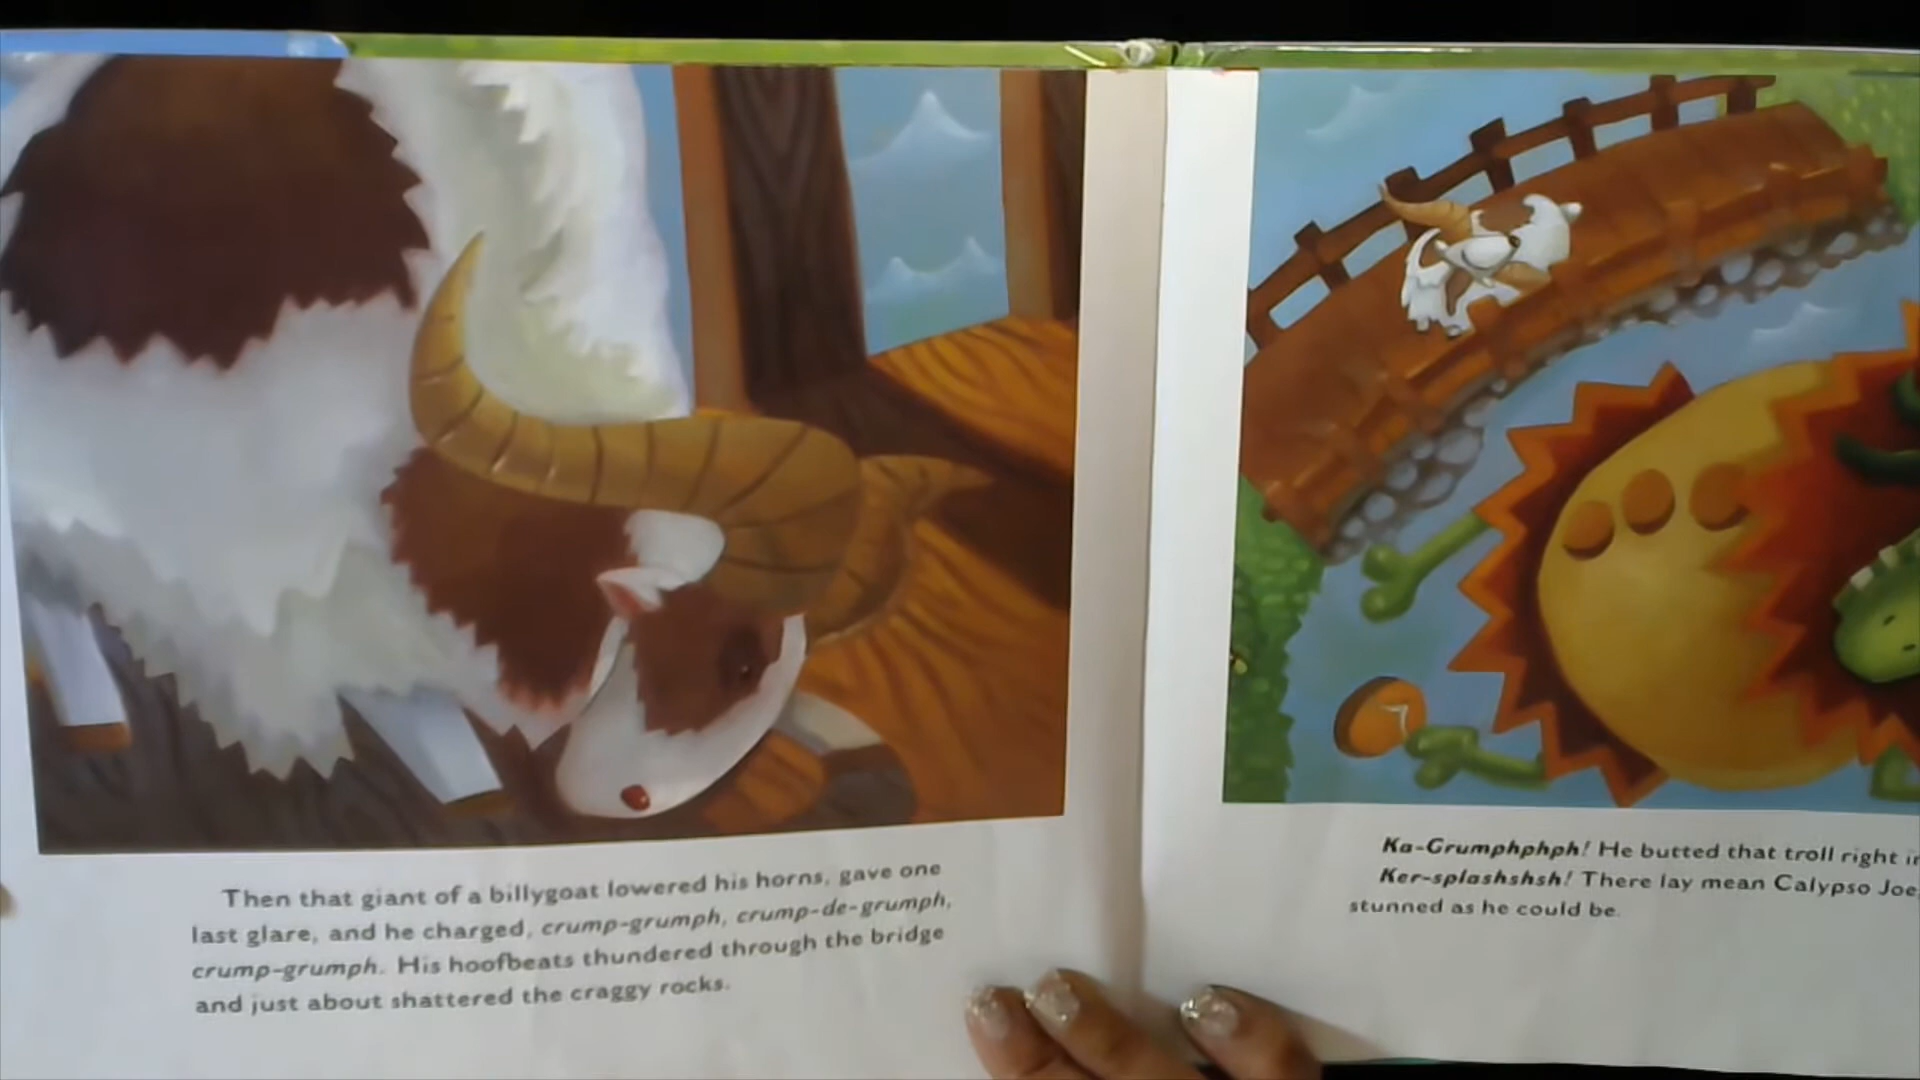 Then that giant of a billygoat lowered his horns, gave one
last glare, and he charged, crump-grumph, crump-de-grumph,
crump-grumph. His hoofbeats thundered through the bridge
and just about shattered the craggy rocks.
Ka-Grumphphph! He butted that troll right
Ker-splashshsh! There lay mean Calypso Joe,
stunned as he could be.